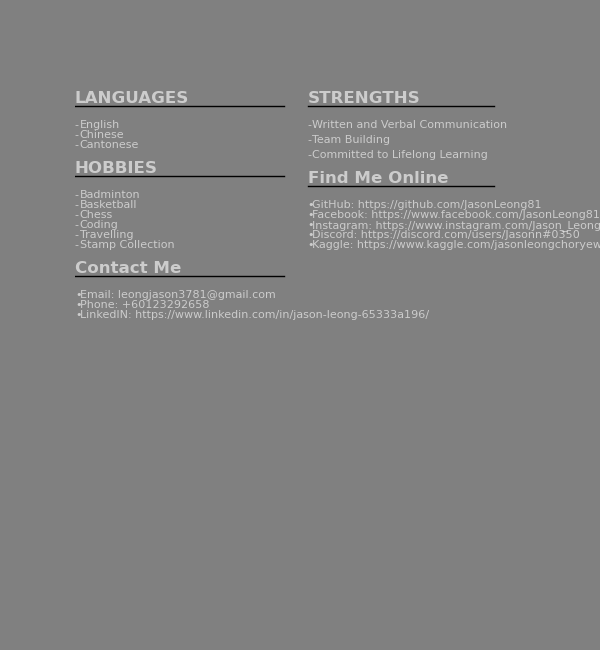 LANGUAGES
- English
- Chinese
- Cantonese
HOBBIES
- Badminton
- Basketball
- Chess
- Coding
- Travelling
- Stamp Collection
Contact Me
• Email: leongjason3781@gmail.com
• Phone: +60123292658
• LinkedIN: https://www.linkedin.com/in/jason-leong-65333a196/
STRENGTHS
-Written and Verbal Communication
-Team Building
-Committed to Lifelong Learning
Find Me Online
• GitHub: https://github.com/JasonLeong81
• Facebook: https://www.facebook.com/JasonLeong81
• Instagram: https://www.instagram.com/Jason_Leong
• Discord: https://discord.com/users/Jasonn#0350
• Kaggle: https://www.kaggle.com/jasonleongchoryew